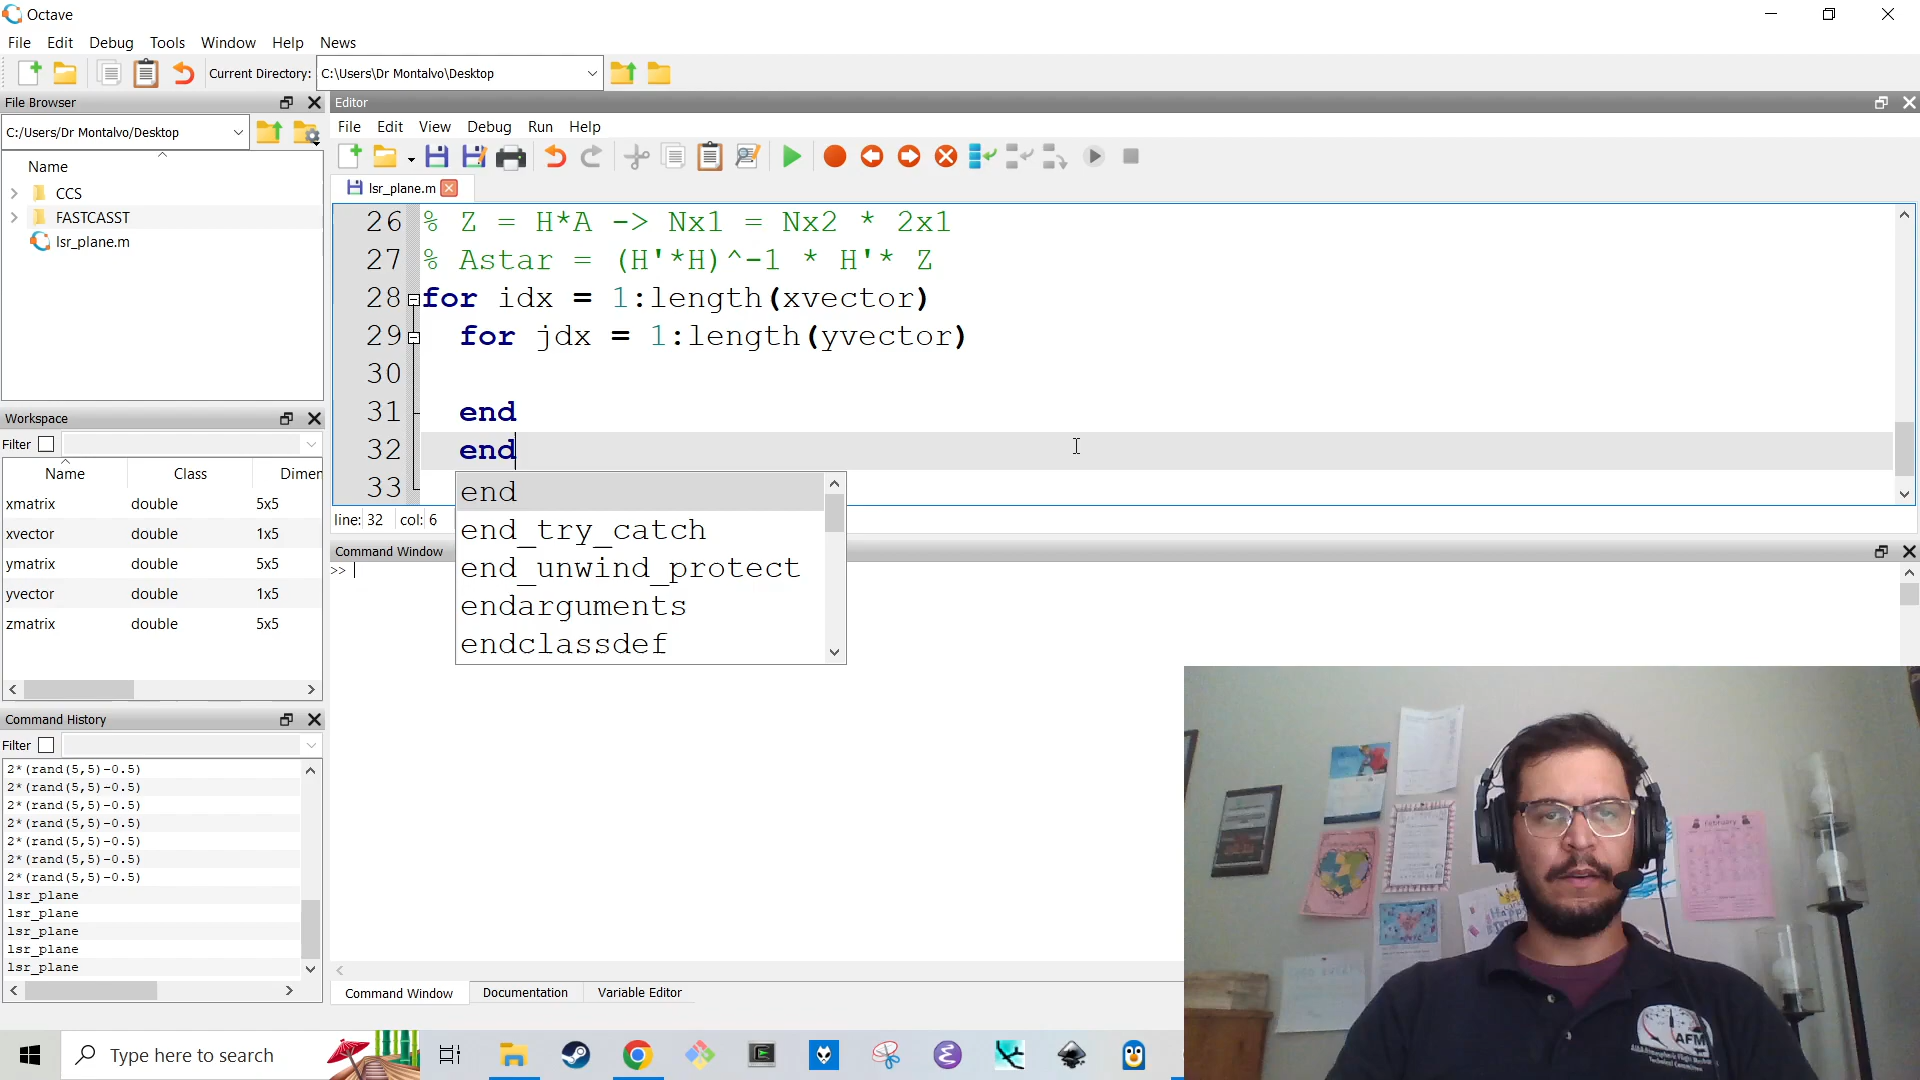 Octave
File Edit Debug Tools Window Help News
Current Directory: C:\Users\Dr Montalvo\Desktop
File Browser
C:/Users/Dr Montalvo/Desktop
Name
CCS
FASTCASST
lsr_plane.m
Workspace
Filter
Name Class Dimen
xmatrix double 5x5
xvector double 1x5
ymatrix double 5x5
yvector double 1x5
zmatrix double 5x5
Command History
Filter
2*(rand(5,5)-0.5)
2*(rand(5,5)-0.5)
2*(rand(5,5)-0.5)
2*(rand(5,5)-0.5)
2*(rand(5,5)-0.5)
2*(rand(5,5)-0.5)
2*(rand(5,5)-0.5)
lsr_plane
lsr_plane
lsr_plane
lsr_plane
lsr_plane
Editor
File Edit View Debug Run Help
lsr_plane.m
26 % Z = H*A -> Nx1 = Nx2 * 2x1
27 % Astar = (H'*H)^-1 * H'* Z
28 for idx = 1:length(xvector)
29 for jdx = 1:length(yvector)
30
31 end
32 end
33
end
end_try_catch
end_unwind_protect
endarguments
endclassdef
line: 32 col: 6
Command Window
>>
Command Window Documentation Variable Editor
February
AFM
Type here to search